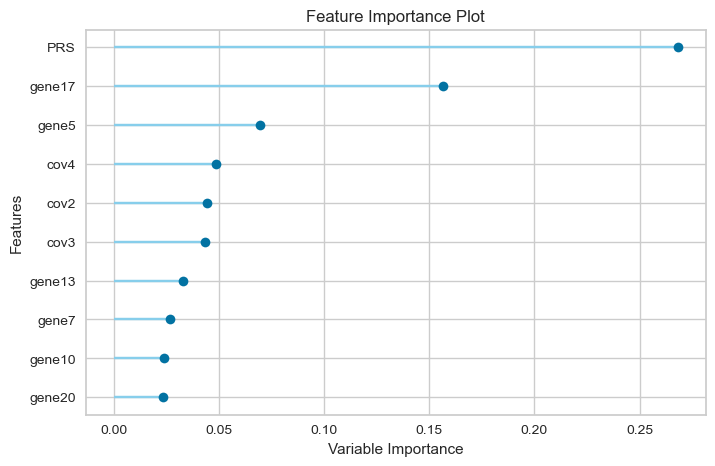 Feature Importance Plot
PRS
gene17
gene5
cov4
cov2
cov3
gene13
gene7
gene10
gene20
Features
0.00 0.05 0.10 0.15 0.20 0.25
Variable Importance